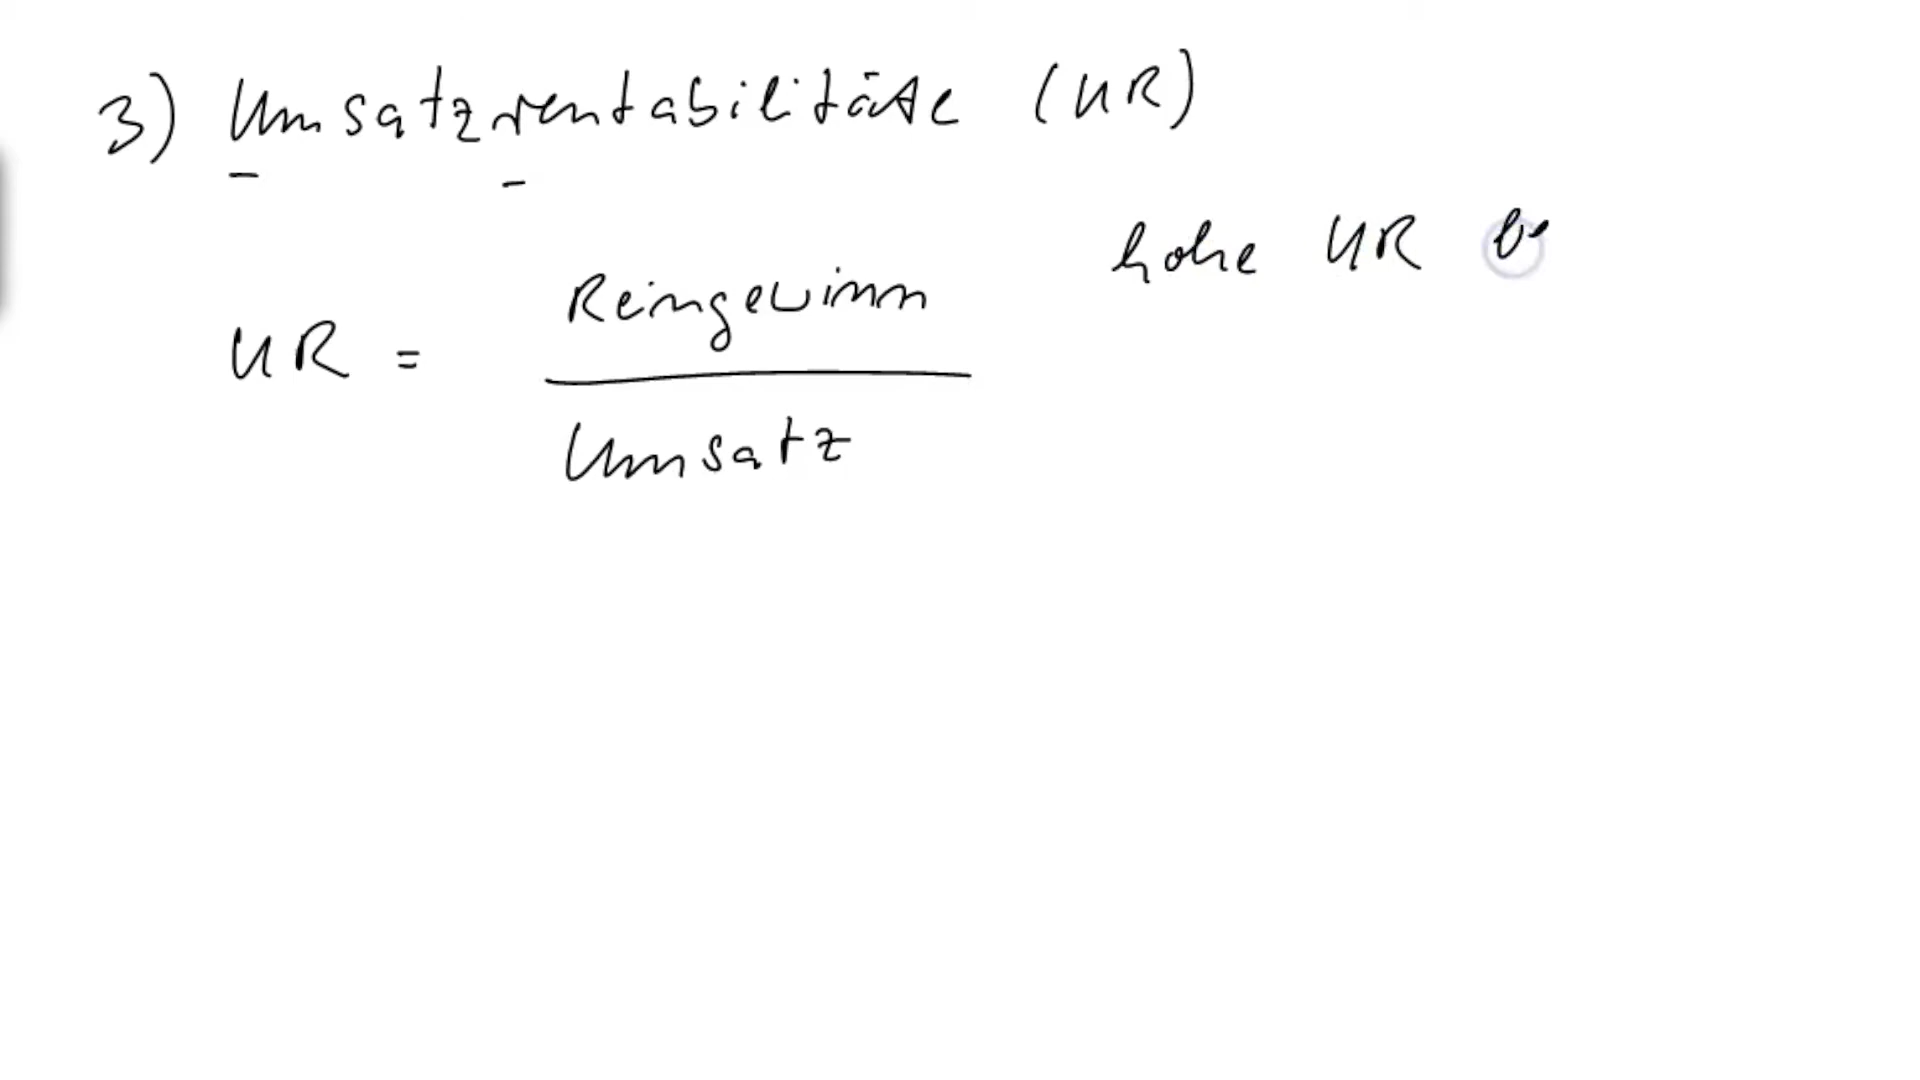 3) Umsatzrentabilität (UR)
hohe UR
UR = Reingewinn
Umsatz